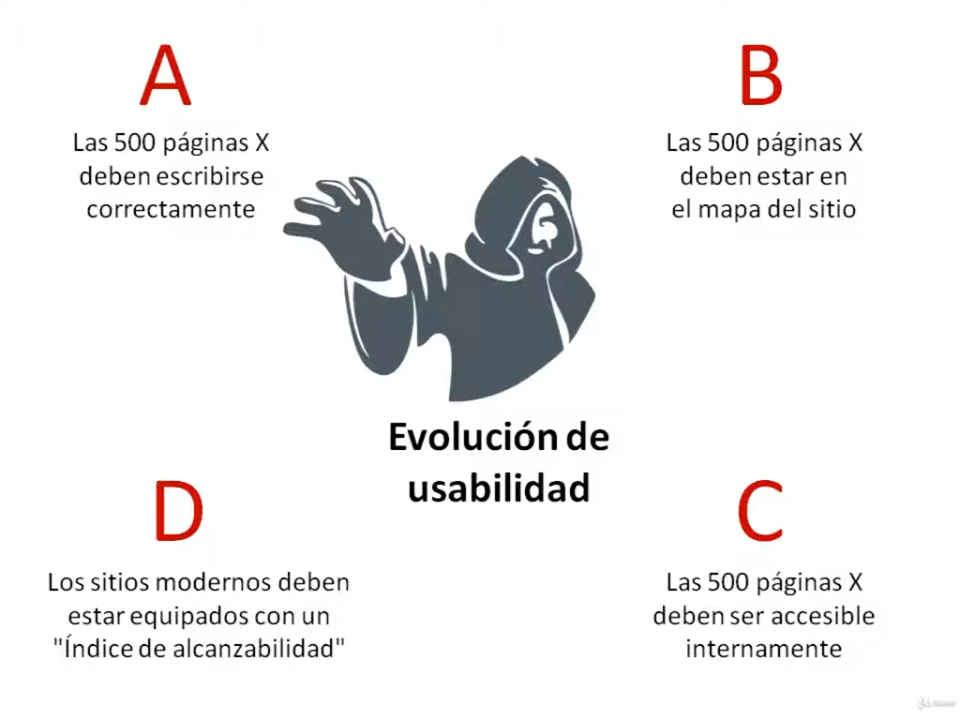 A
Las 500 páginas X
deben escribirse
correctamente
B
Las 500 páginas X
deben estar en
el mapa del sitio
Evolución de
usabilidad
D
Los sitios modernos deben
estar equipados con un
"Índice de alcanzabilidad"
C
Las 500 páginas X
deben ser accesible
internamente